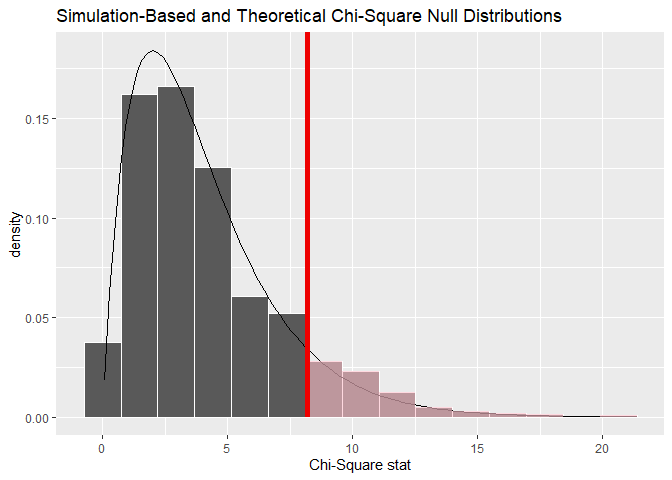 Simulation-Based and Theoretical Chi-Square Null Distributions
density
0.15
0.10
0.05
0.00
0 5 10 15 20
Chi-Square stat